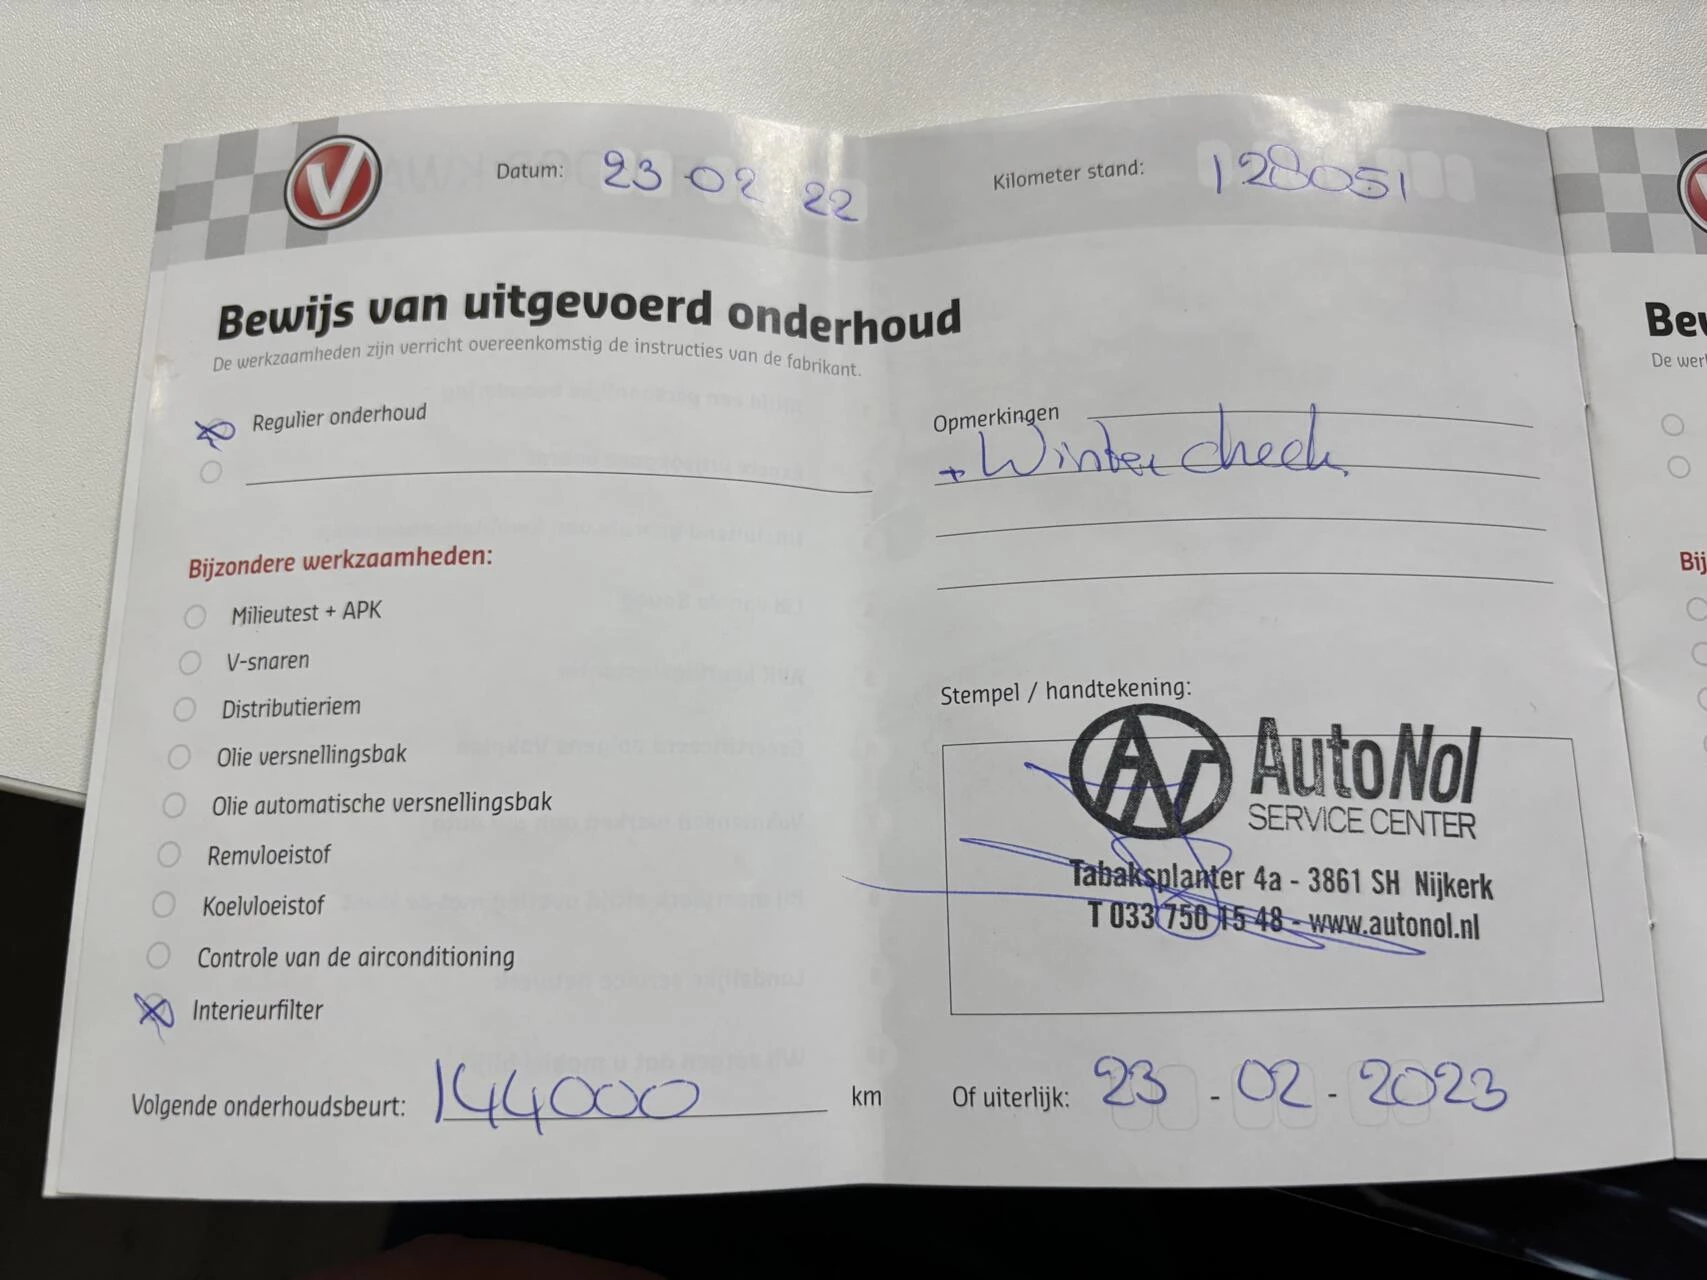 V
Datum: 23 02 22
Kilometer stand: 128051
Bewijs van uitgevoerd onderhoud
De werkzaamheden zijn verricht overeenkomstig de instructies van de fabrikant.
Regulier onderhoud
Bijzondere werkzaamheden:
Milieutest + APK
V-snaren
Distributieriem
Olie versnellingsbak
Olie automatische versnellingsbak
Remvloeistof
Koelvloeistof
Controle van de airconditioning
Interieurfilter
Volgende onderhoudsbeurt: 144000 km
Opmerkingen
+ Winter check
Stempel / handtekening:
AN AutoNol
SERVICE CENTER
Tabaksplanter 4a - 3861 SH Nijkerk
T 033 750 15 48 - www.autonol.nl
Of uiterlijk: 23 - 02 - 2023
Bew
De werk
Bij